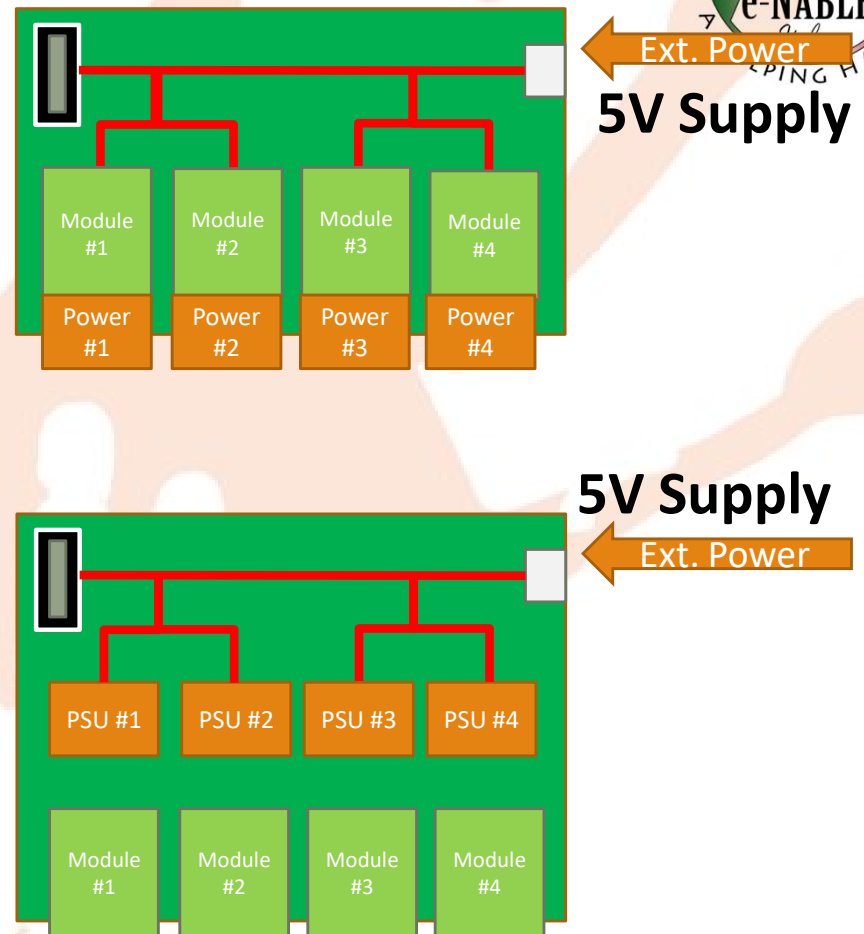 e-NABLE
Ext. Power
5V Supply
Module
#1
Module
#2
Module
#3
Module
#4
Power
#1
Power
#2
Power
#3
Power
#4
5V Supply
Ext. Power
PSU #1
PSU #2
PSU #3
PSU #4
Module
#1
Module
#2
Module
#3
Module
#4